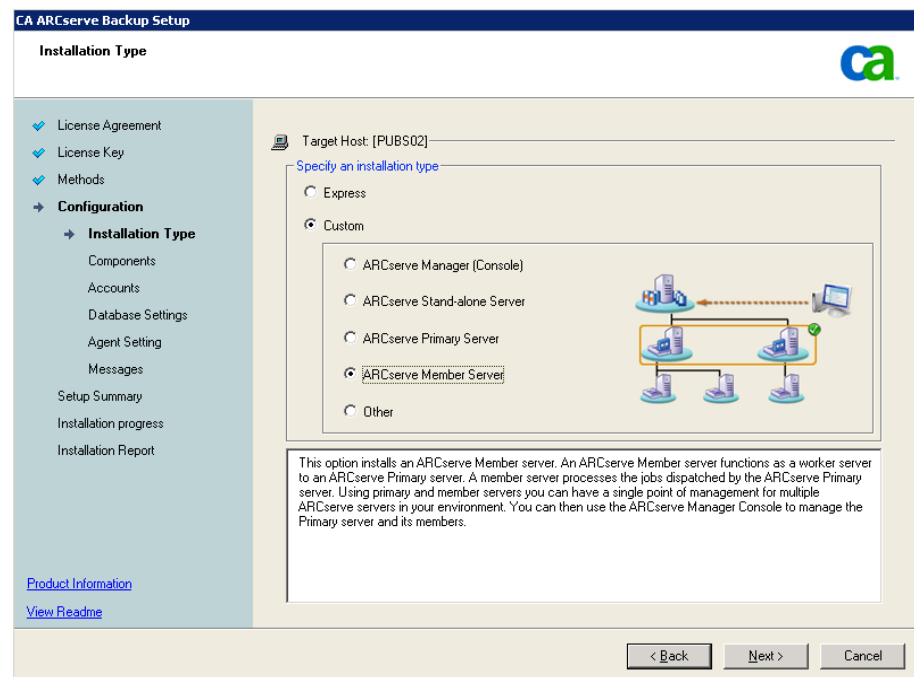 CA ARCserve Backup Setup
Installation Type
ca
License Agreement
License Key
Methods
Configuration
Installation Type
Components
Accounts
Database Settings
Agent Setting
Messages
Setup Summary
Installation progress
Installation Report
Product Information
View Readme
Target Host: [PUBS02]
Specify an installation type
Express
Custom
ARCserve Manager (Console)
ARCserve Stand-alone Server
ARCserve Primary Server
ARCserve Member Server
Other
This option installs an ARCserve Member server. An ARCserve Member server functions as a worker server
to an ARCserve Primary server. A member server processes the jobs dispatched by the ARCserve Primary
server. Using primary and member servers you can have a single point of management for multiple
ARCserve servers in your environment. You can then use the ARCserve Manager Console to manage the
Primary server and its members.
< Back
Next >
Cancel